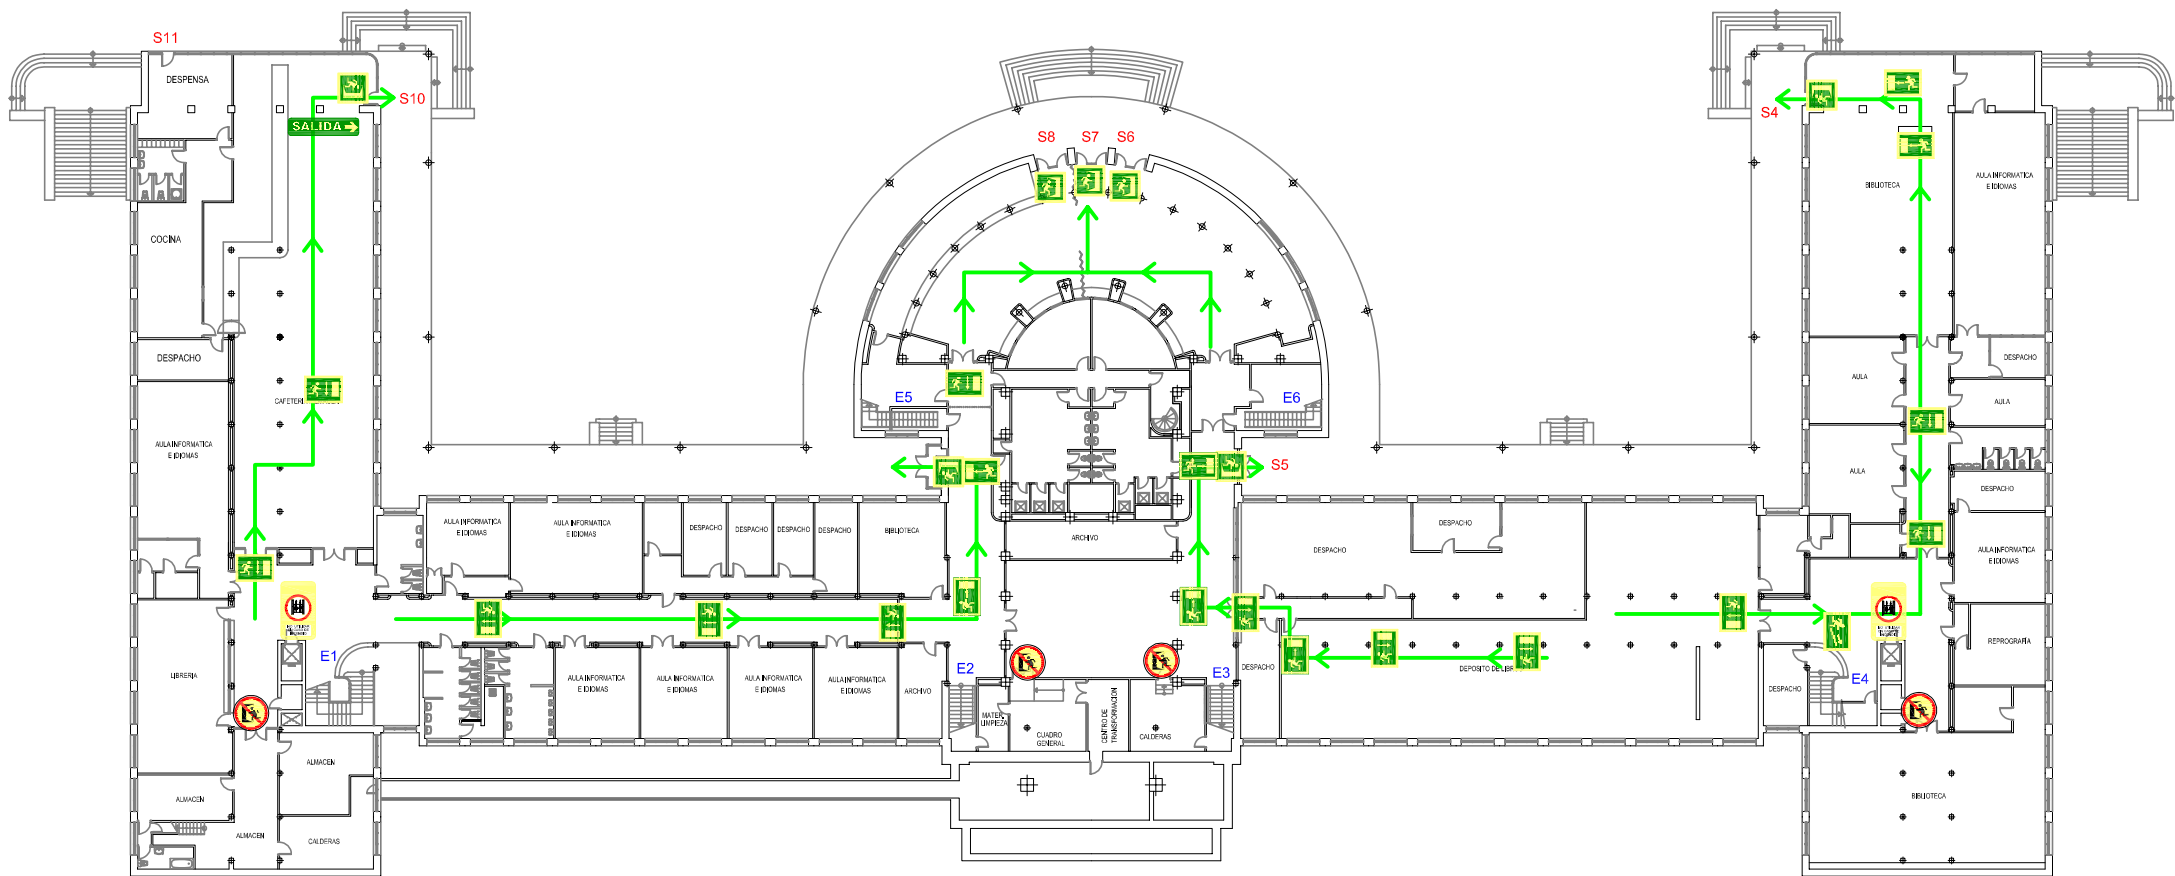 S11
DESPENSA
S10
SALIDA
COCINA
DESPACHO
AULA INFORMATICA
E IDIOMAS
LIBRERIA
ALMACEN
ALMACEN
ALMACEN
CALDERAS
E1
AULA INFORMATICA
E IDIOMAS
AULA INFORMATICA
E IDIOMAS
DESPACHO
DESPACHO
DESPACHO
DESPACHO
BIBLIOTECA
AULA INFORMATICA
E IDIOMAS
AULA INFORMATICA
E IDIOMAS
AULA INFORMATICA
E IDIOMAS
AULA INFORMATICA
E IDIOMAS
ARCHIVO
S8
S7
S6
E5
E6
S5
ARCHIVO
E2
E3
MATER.
LIMPIEZA
CUADRO
GENERAL
CENTRO DE
TRANSFORMACION
CALDERAS
DESPACHO
DESPACHO
DESPACHO
S4
BIBLIOTECA
AULA INFORMATICA
E IDIOMAS
DESPACHO
AULA
AULA
AULA
DESPACHO
AULA INFORMATICA
E IDIOMAS
REPROGRAFÍA
DESPACHO
E4
BIBLIOTECA